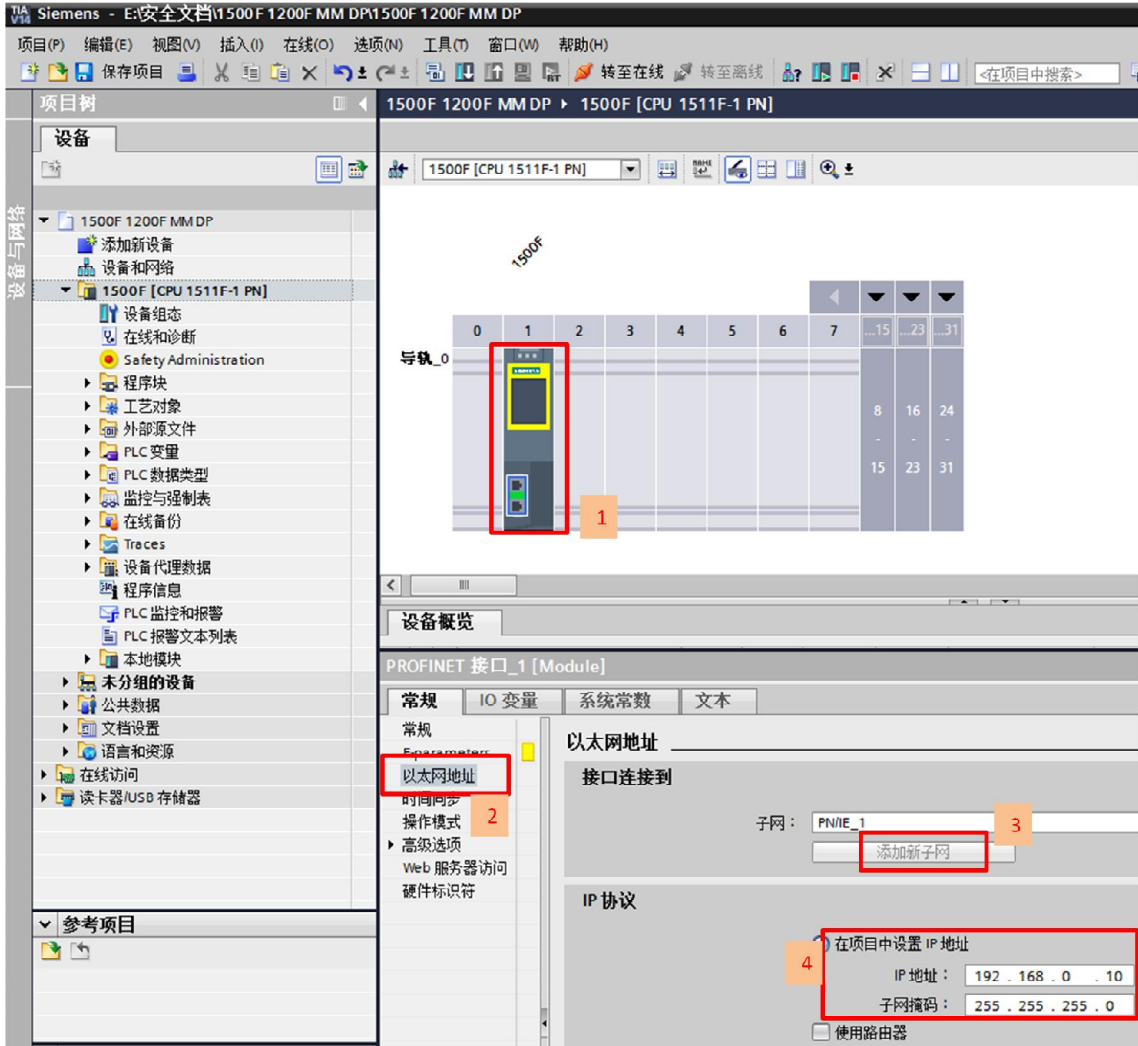 TIA V14 Siemens - E:\安全文档\1500F 1200F MM DP\1500F 1200F MM DP
项目(P) 编辑(E) 视图(V) 插入(I) 在线(O) 选项(N) 工具(T) 窗口(W) 帮助(H)
保存项目 转至在线 转至离线 <在项目中搜索>
项目树
1500F 1200F MM DP ▸ 1500F [CPU 1511F-1 PN]
设备
1500F [CPU 1511F-1 PN]
设备与网络
1500F 1200F MM DP
添加新设备
设备和网络
1500F [CPU 1511F-1 PN]
设备组态
在线和诊断
Safety Administration
程序块
工艺对象
外部源文件
PLC 变量
PLC 数据类型
监控与强制表
在线备份
Traces
设备代理数据
程序信息
PLC 监控和报警
PLC 报警文本列表
本地模块
未分组的设备
公共数据
文档设置
语言和资源
在线访问
读卡器/USB 存储器
参考项目
1500F
0 1 2 3 4 5 6 7 ...15 ...23 ...31
导轨_0
SIEMENS
8 16 24
- - -
15 23 31
1
设备概览
PROFINET 接口_1 [Module]
常规 IO 变量 系统常数 文本
常规
F-parameters
以太网地址
时间同步
2
操作模式
高级选项
Web 服务器访问
硬件标识符
以太网地址
接口连接到
子网： PN/IE_1
3
添加新子网
IP 协议
在项目中设置 IP 地址
4
IP 地址： 192 . 168 . 0 . 10
子网掩码： 255 . 255 . 255 . 0
使用路由器